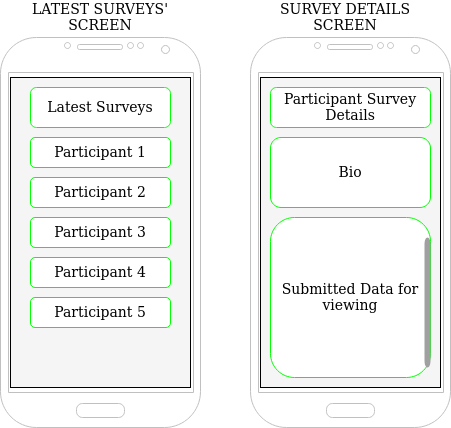 LATEST SURVEYS'
SCREEN
Latest Surveys
Participant 1
Participant 2
Participant 3
Participant 4
Participant 5
SURVEY DETAILS
SCREEN
Participant Survey
Details
Bio
Submitted Data for
viewing